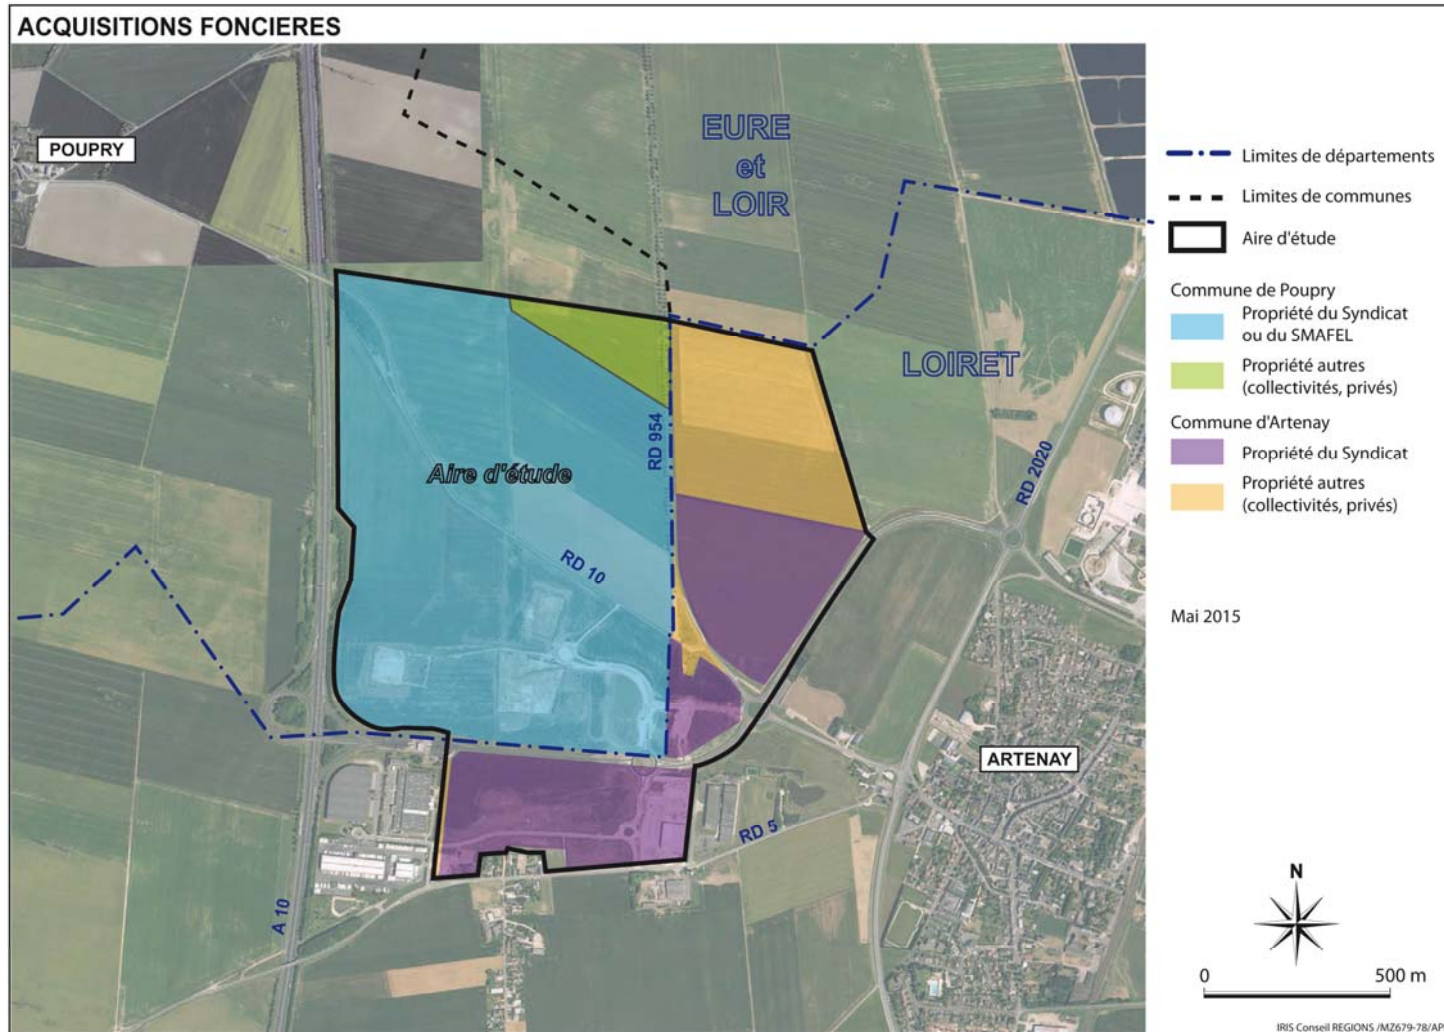 ACQUISITIONS FONCIERES
POUPRY
EURE
et
LOIR
LOIRET
RD 954
Aire d'étude
RD 2020
RD 10
ARTENAY
RD 5
A 10
Limites de départements
Limites de communes
Aire d'étude
Commune de Poupry
Propriété du Syndicat
ou du SMAFEL
Propriété autres
(collectivités, privés)
Commune d'Artenay
Propriété du Syndicat
Propriété autres
(collectivités, privés)
Mai 2015
N
0 500 m
IRIS Conseil REGIONS /MZ679-78/